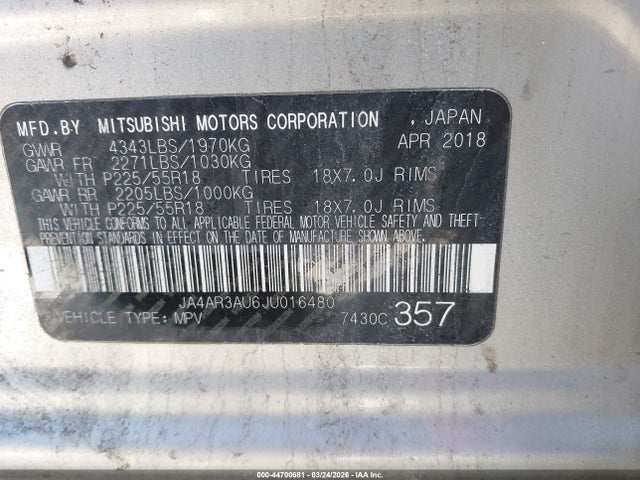 MFD.BY MITSUBISHI MOTORS CORPORATION , JAPAN
GVWR 4343LBS/1970KG APR 2018
GAWR FR 2271LBS/1030KG
WITH P225/55R18 TIRES 18X7.0J RIMS
GAWR RR 2205LBS/1000KG
WITH P225/55R18 TIRES 18X7.0J RIMS
THIS VEHICLE CONFORMS TO ALL APPLICABLE FEDERAL MOTOR VEHICLE SAFETY AND THEFT
PREVENTION STANDARDS IN EFFECT ON THE DATE OF MANUFACTURE SHOWN ABOVE.
JA4AR3AU6JU016480
VEHICLE TYPE: MPV 7430C 357
000-44700681 - 03/24/2026 - IAAI Inc.